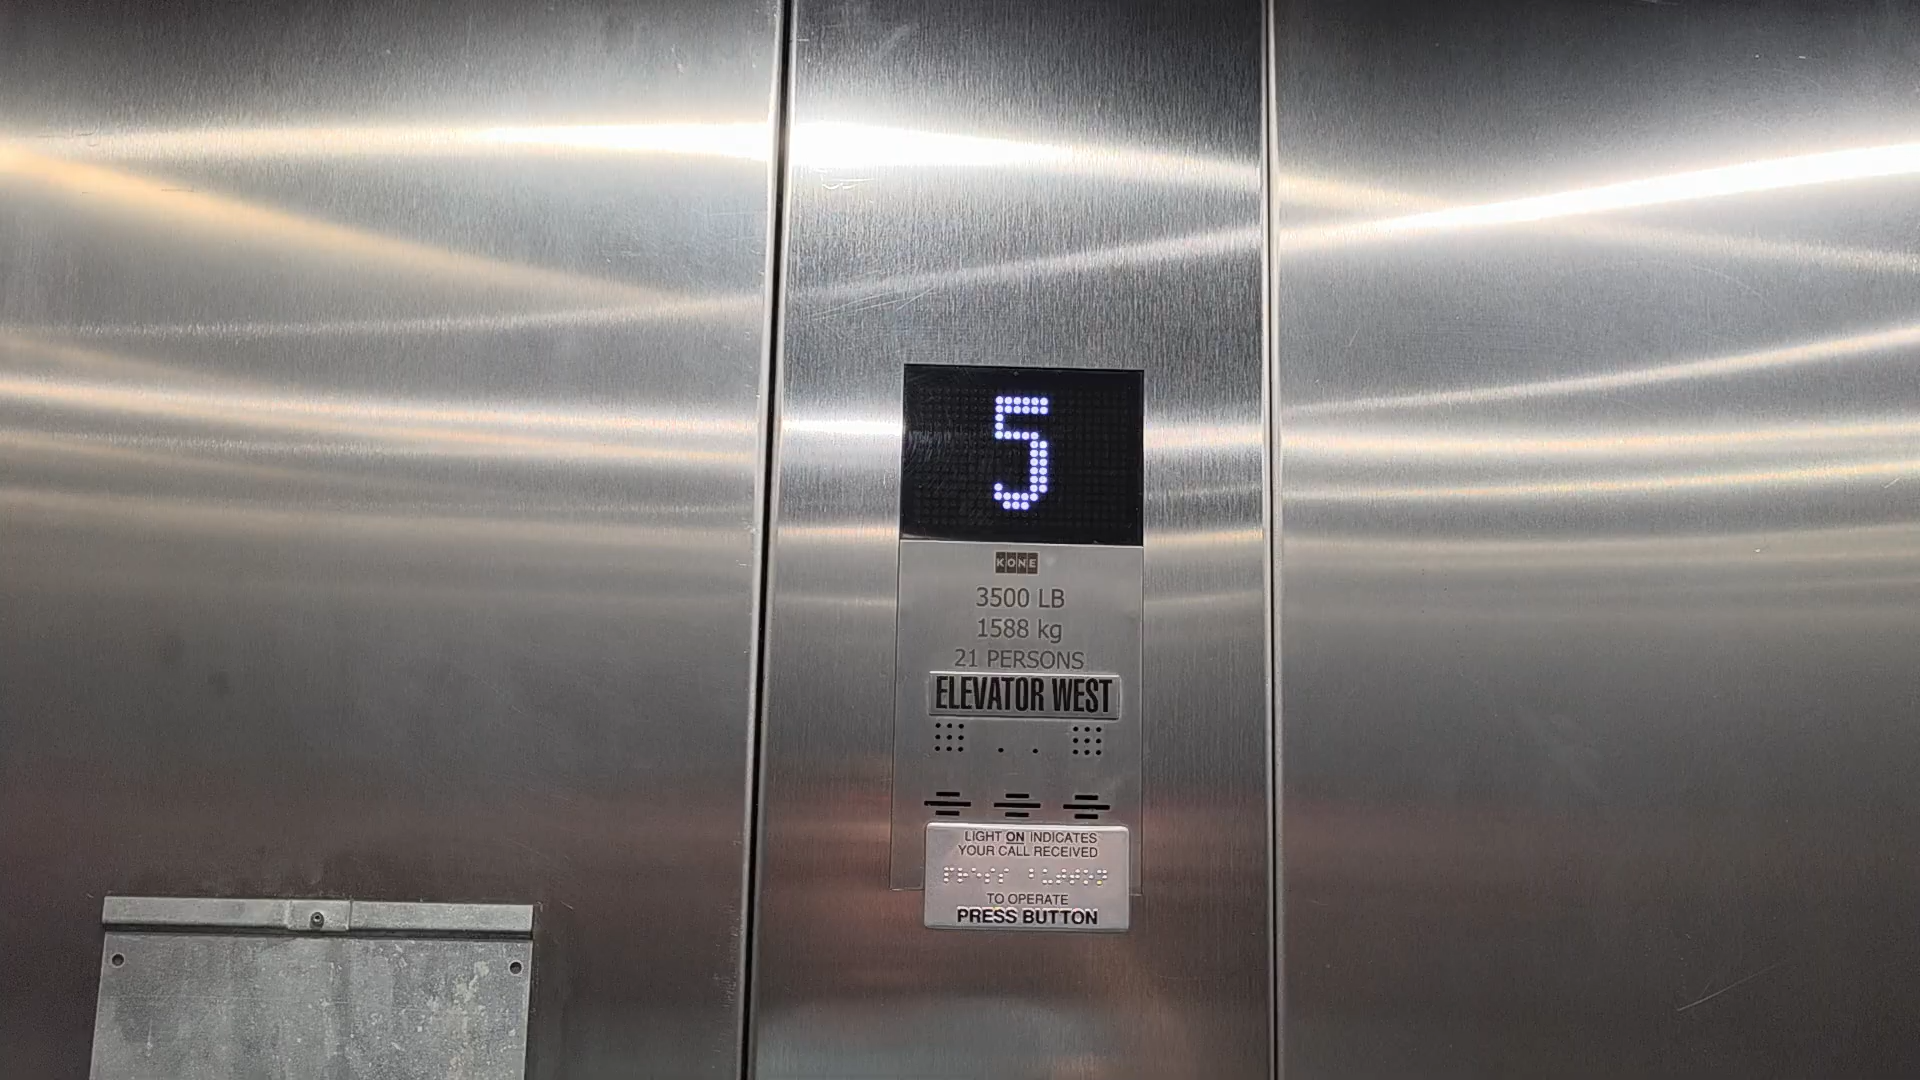 5
KONE
3500 LB
1588 kg
21 PERSONS
ELEVATOR WEST
LIGHT ON INDICATES
YOUR CALL RECEIVED
TO OPERATE
PRESS BUTTON